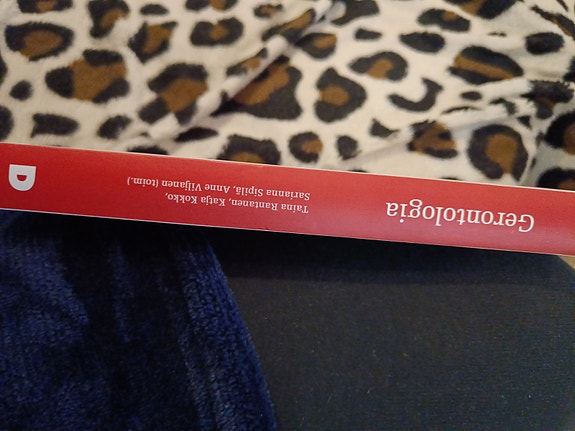 Gerontologia
Taina Rantanen, Katja Kokko,
Sarianna Sipilä, Anne Viljanen (toim.)
D